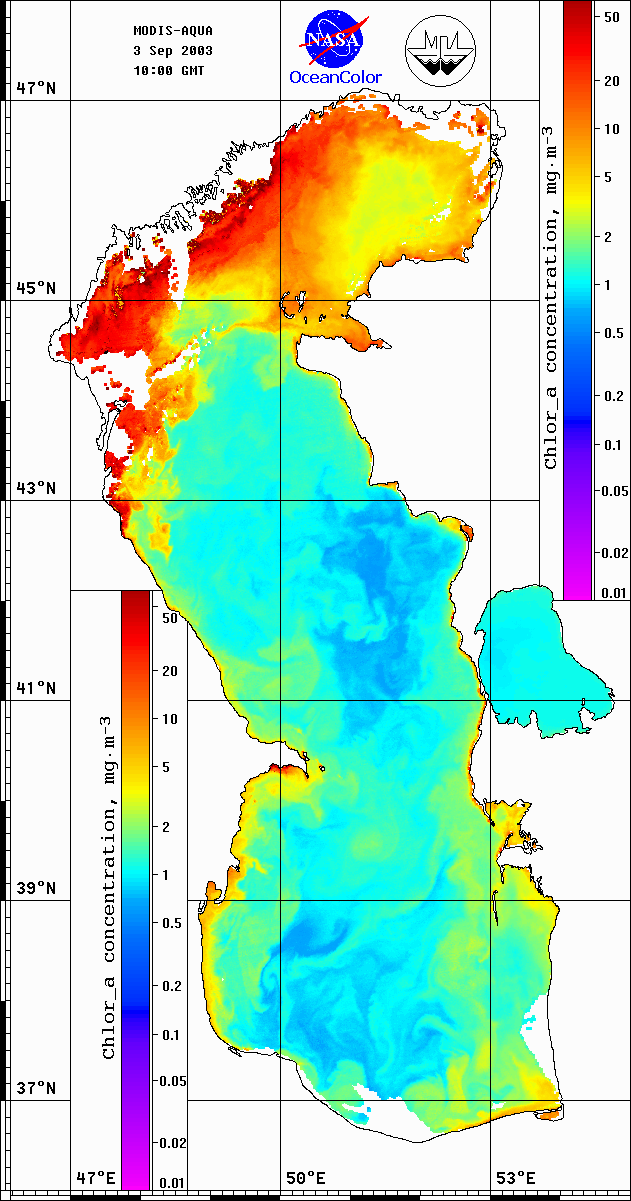 MODIS-AQUA
3 Sep 2003
10:00 GMT
NASA
OceanColor
47°N
45°N
43°N
41°N
39°N
37°N
47°E
50°E
53°E
Chlor_a concentration, mg·m−3
50
20
10
5
2
1
0.5
0.2
0.1
0.05
0.02
0.01
Chlor_a concentration, mg·m−3
50
20
10
5
2
1
0.5
0.2
0.1
0.05
0.02
0.01